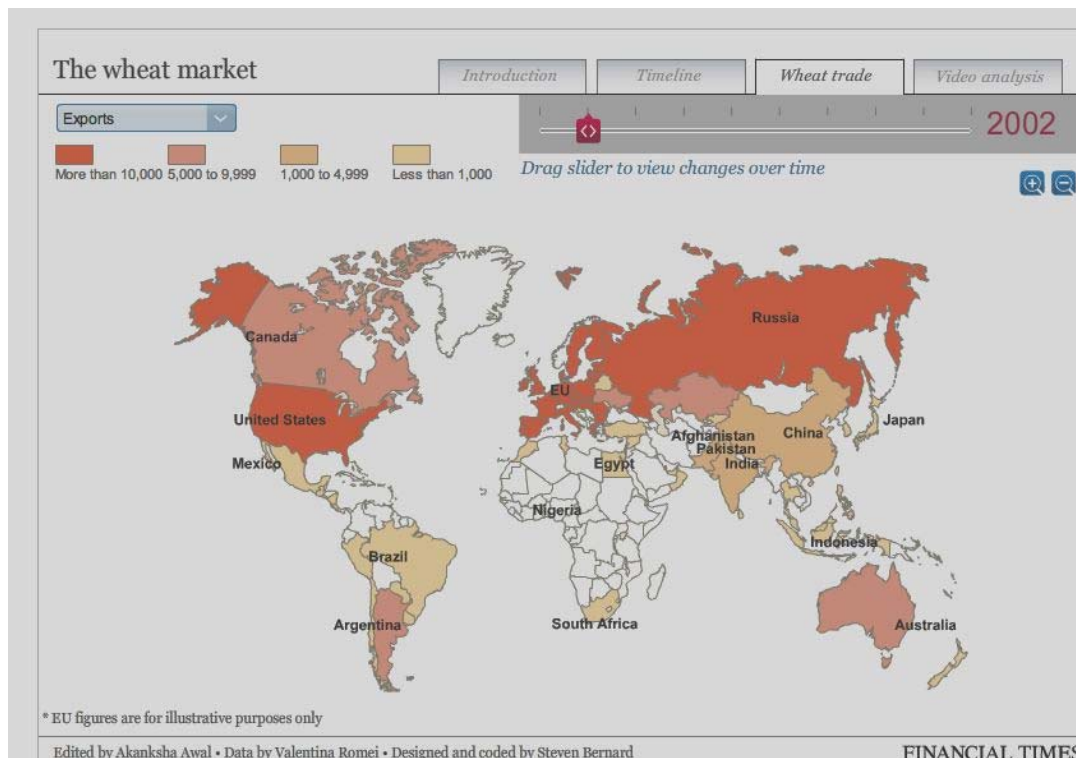 The wheat market
Introduction
Timeline
Wheat trade
Video analysis
Exports
2002
More than 10,000 5,000 to 9,999 1,000 to 4,999 Less than 1,000
Drag slider to view changes over time
Russia
Canada
EU
United States
Japan
China
Afghanistan
Pakistan
Mexico
Egypt
India
Nigeria
Indonesia
Brazil
Argentina
South Africa
Australia
* EU figures are for illustrative purposes only
Edited by Akanksha Awal • Data by Valentina Romei • Designed and coded by Steven Bernard
FINANCIAL TIMES